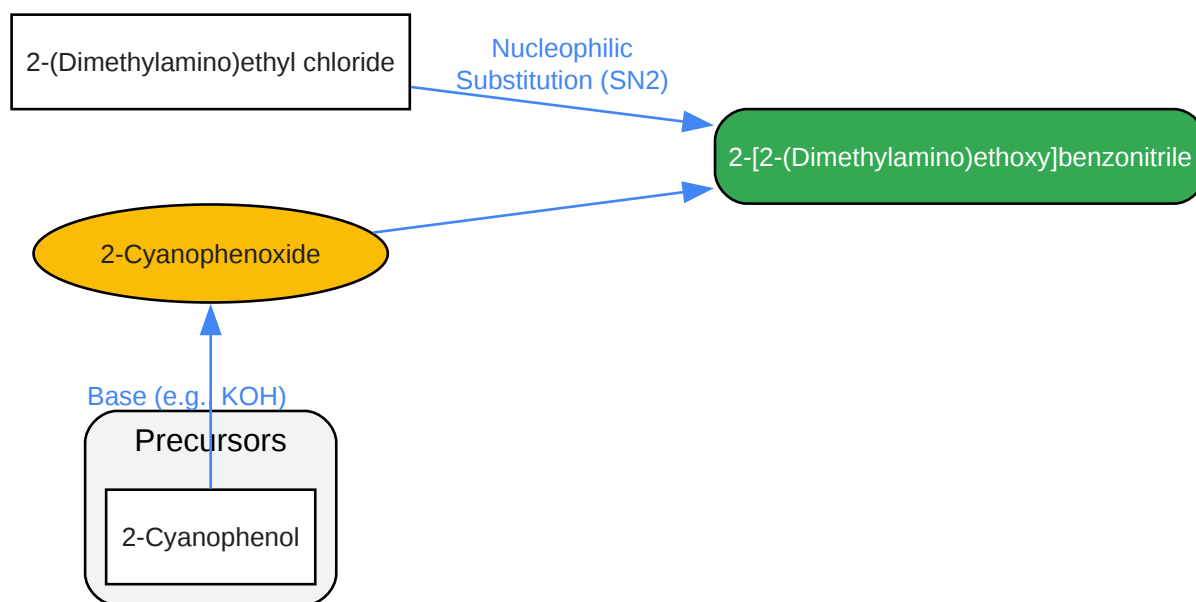 2-(Dimethylamino)ethyl chloride
Nucleophilic
Substitution (SN2)
2-[2-(Dimethylamino)ethoxy]benzonitrile
2-Cyanophenoxide
Base (e.g., KOH)
Precursors
2-Cyanophenol